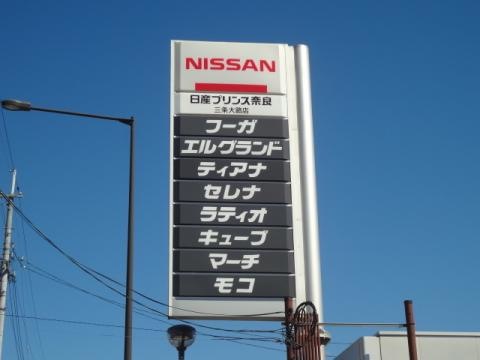 NISSAN
日産プリンス奈良
三条大路店
フーガ
エルグランド
ティアナ
セレナ
ラティオ
キューブ
マーチ
モコ